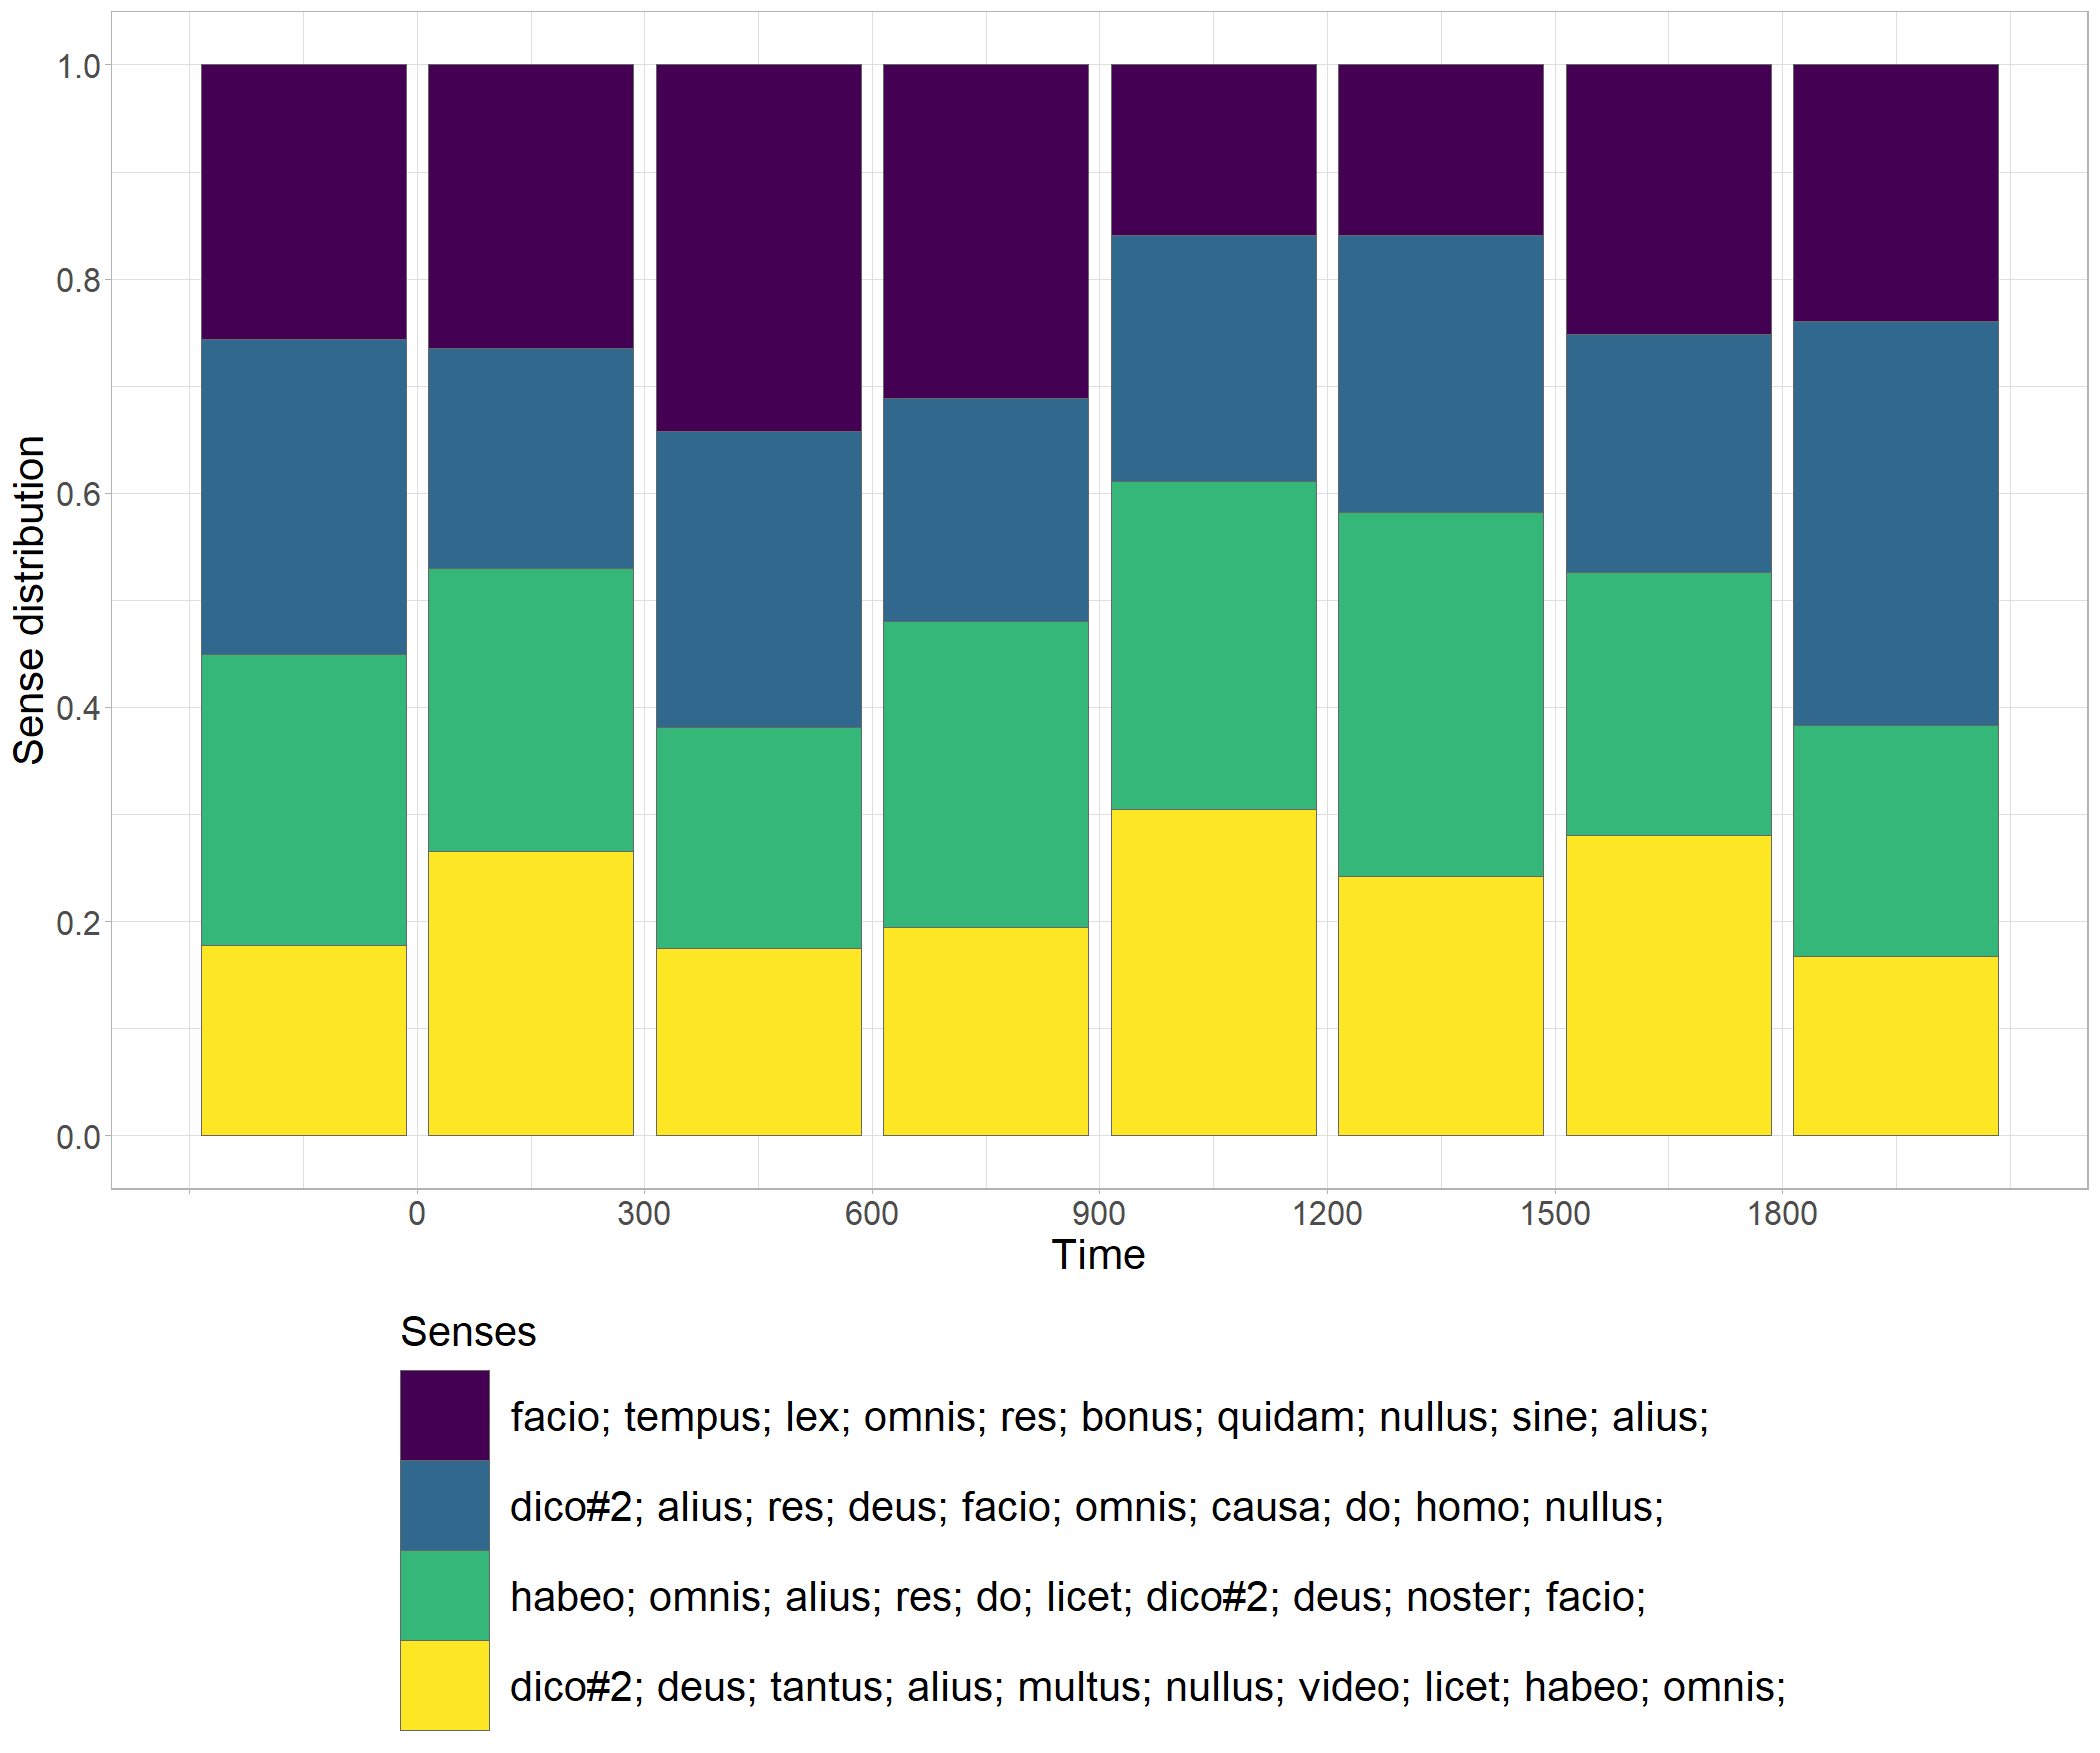 1.0
0.8
0.6
0.4
0.2
0.0
Sense distribution
0 300 600 900 1200 1500 1800
Time
Senses
facio; tempus; lex; omnis; res; bonus; quidam; nullus; sine; alius;
dico#2; alius; res; deus; facio; omnis; causa; do; homo; nullus;
habeo; omnis; alius; res; do; licet; dico#2; deus; noster; facio;
dico#2; deus; tantus; alius; multus; nullus; video; licet; habeo; omnis;